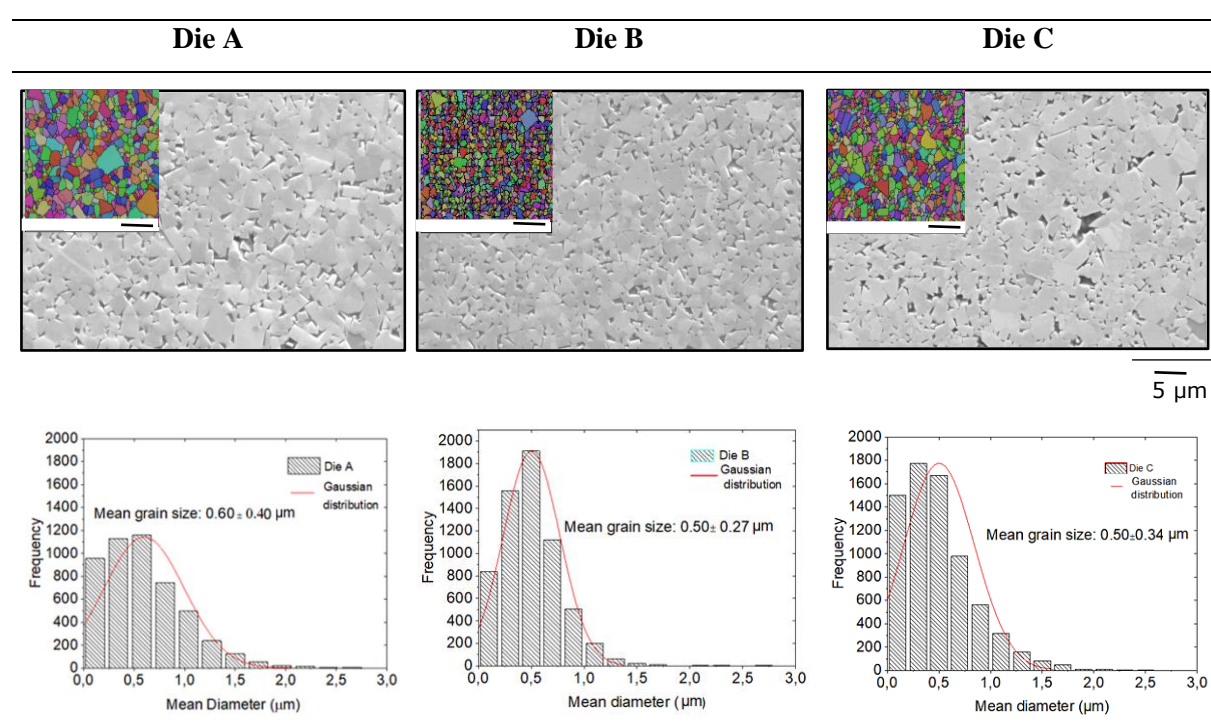 Die A Die B Die C
5 µm
2000
1800
1600
1400
1200
1000
800
600
400
200
0
Frequency
Die A
Gaussian
distribution
Mean grain size: 0.60± 0.40 µm
0,0 0,5 1,0 1,5 2,0 2,5 3,0
Mean Diameter (µm)
2000
1800
1600
1400
1200
1000
800
600
400
200
0
Frequency
Die B
Gaussian
distribution
Mean grain size: 0.50± 0.27 µm
0,0 0,5 1,0 1,5 2,0 2,5 3,0
Mean diameter (µm)
2000
1800
1600
1400
1200
1000
800
600
400
200
0
Frequency
Die C
Gaussian
distribution
Mean grain size: 0.50±0.34 µm
0,0 0,5 1,0 1,5 2,0 2,5 3,0
Mean diameter (µm)